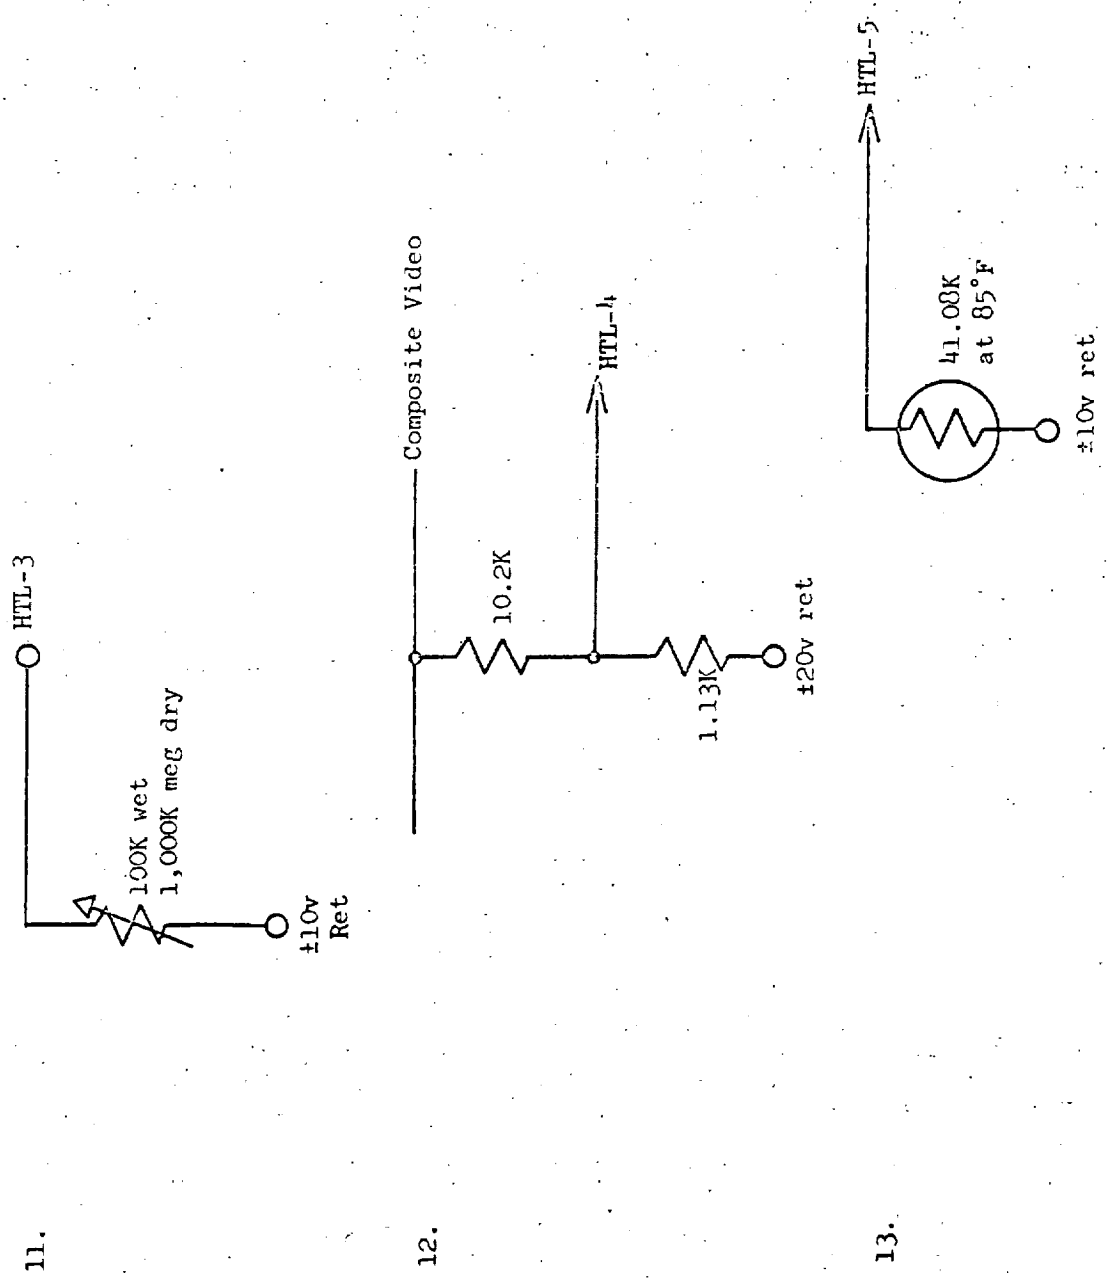 11.
HTL-3
100K wet
1,000K meg dry
±10v
Ret
12.
Composite Video
10.2K
HTL-4
1.13K
±20v ret
13.
HTL-5
41.08K
at 85°F
±10v ret